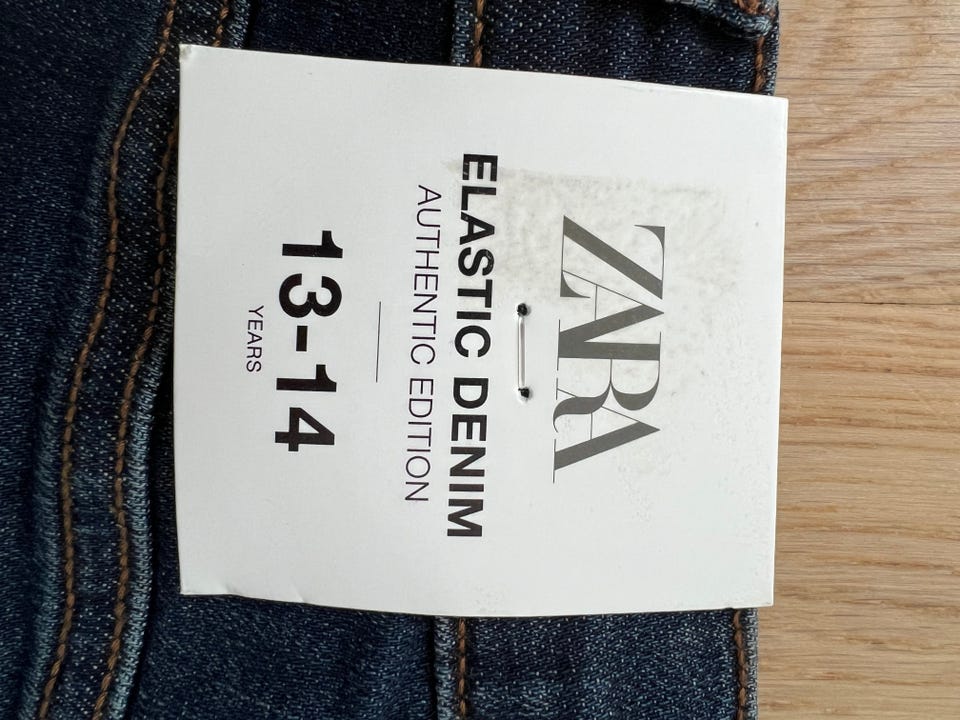 ZARA
ELASTIC DENIM
AUTHENTIC EDITION
13-14
YEARS